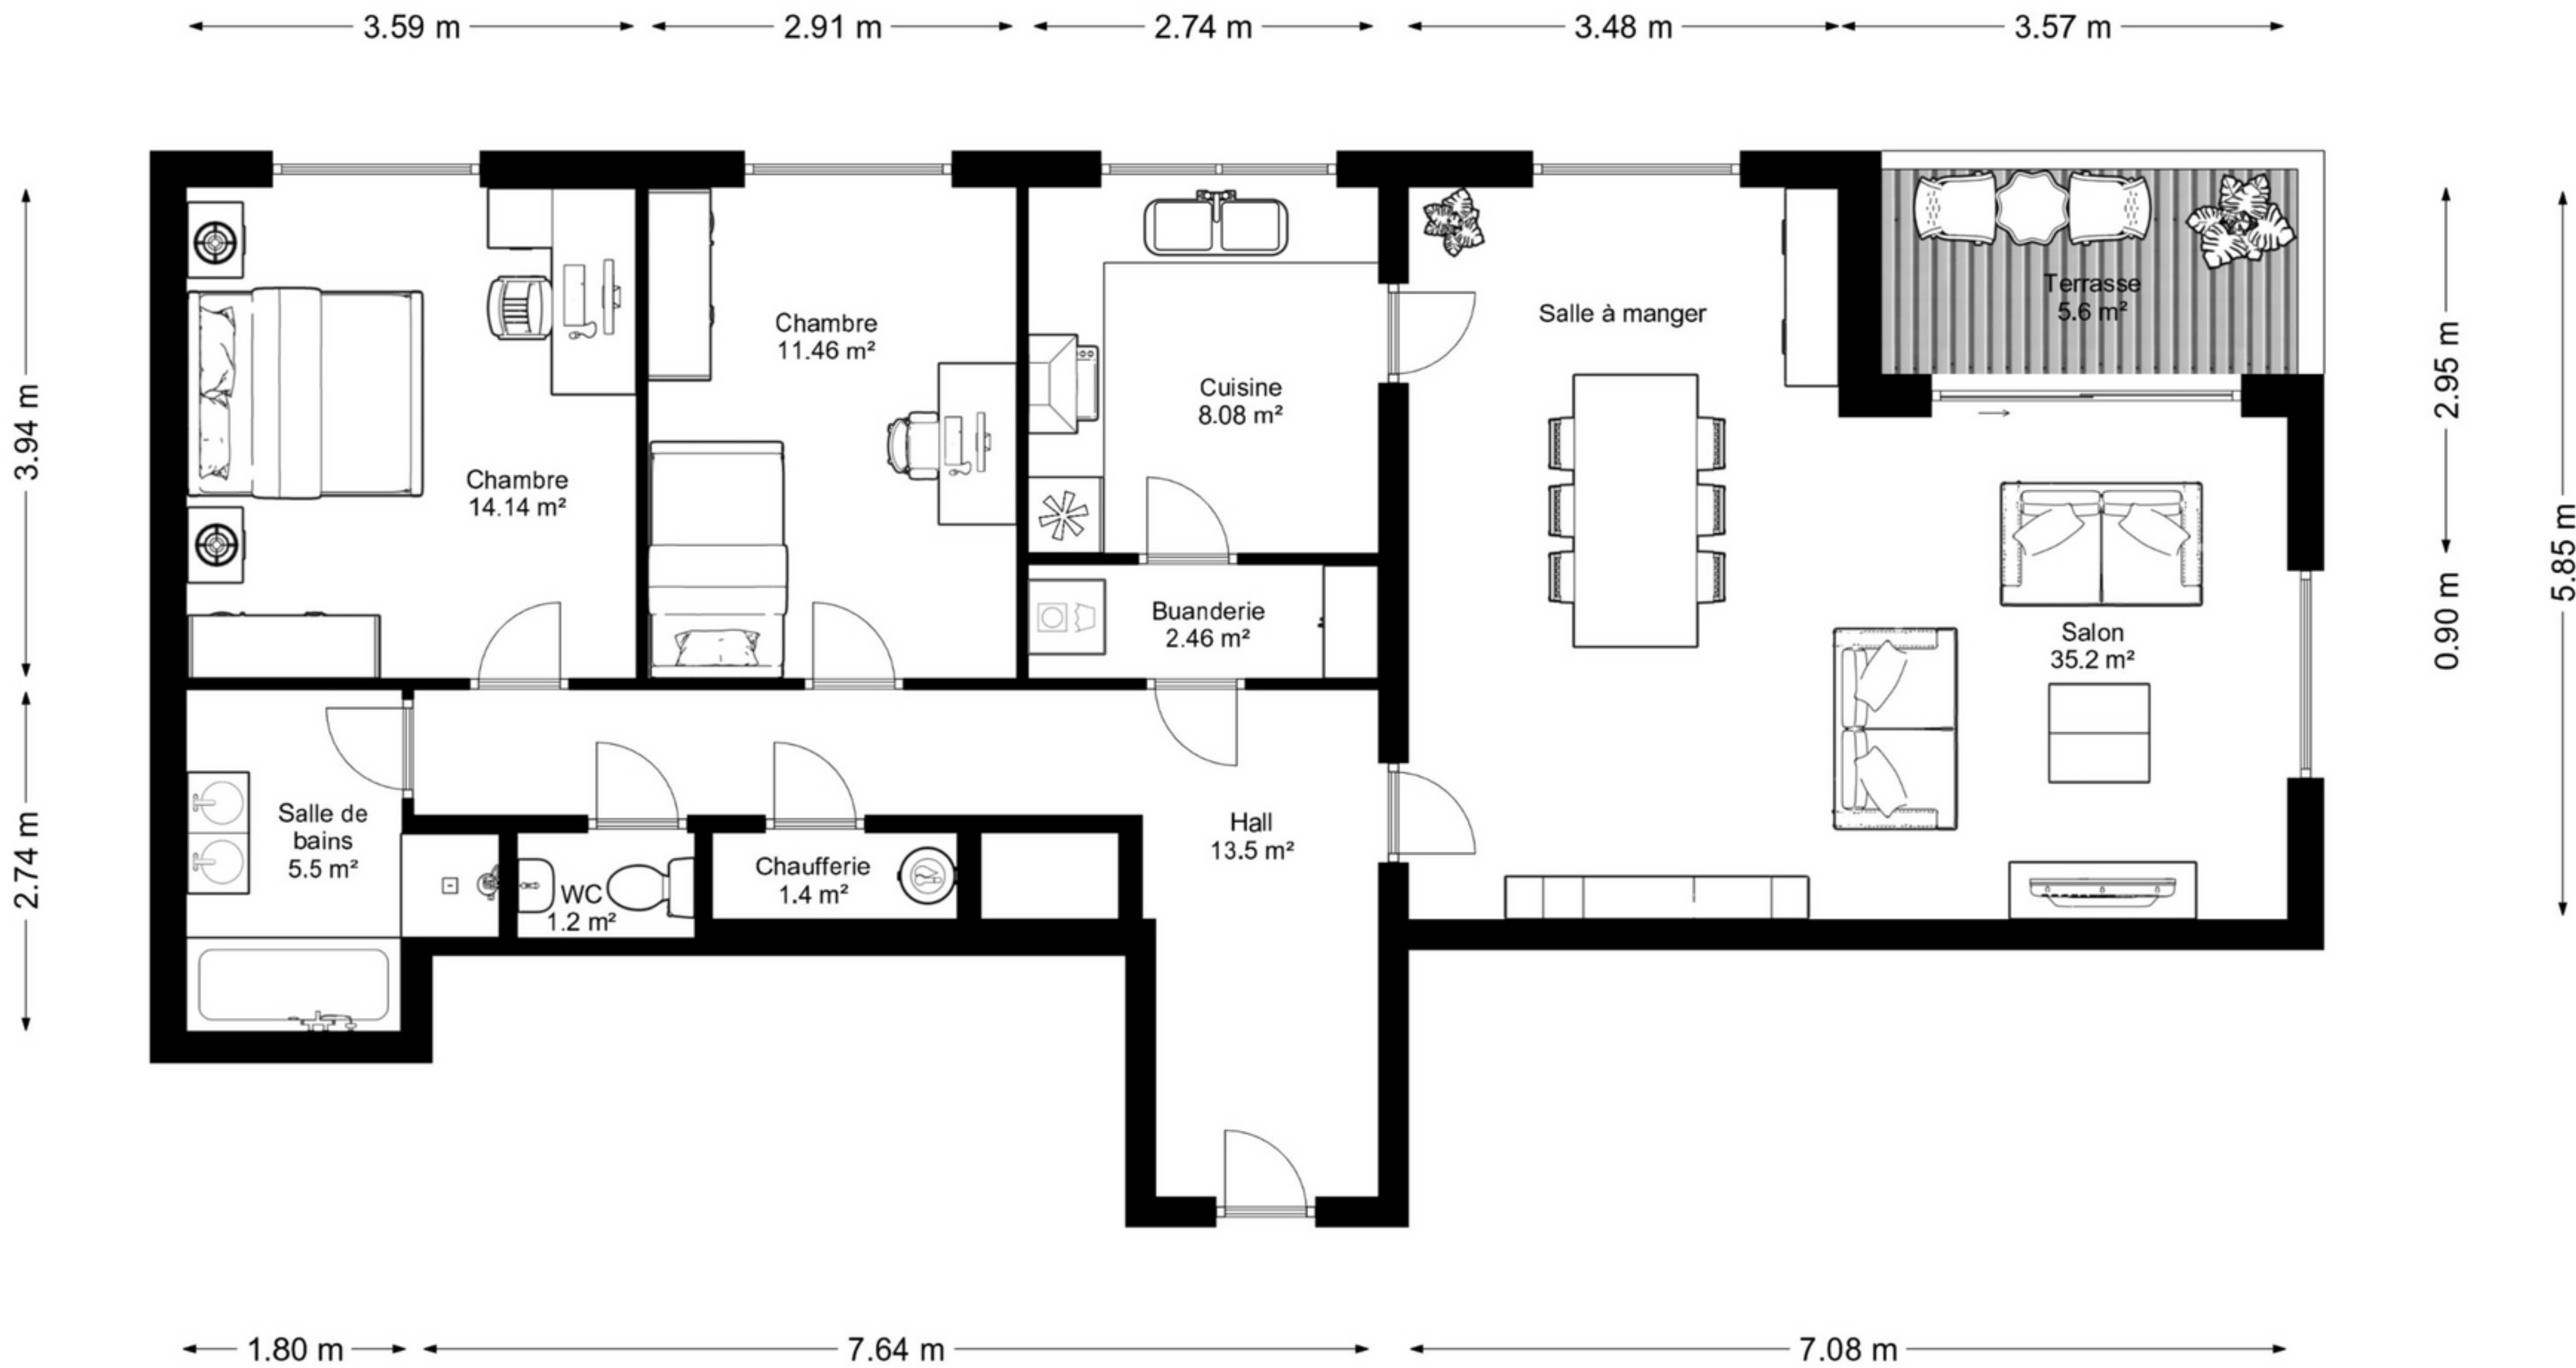 3.59 m
2.91 m
2.74 m
3.48 m
3.57 m
3.94 m
2.74 m
2.95 m
0.90 m
5.85 m
Chambre
14.14 m²
Chambre
11.46 m²
Cuisine
8.08 m²
Salle à manger
Terrasse
5.6 m²
Buanderie
2.46 m²
Salon
35.2 m²
Salle de
bains
5.5 m²
WC
1.2 m²
Chaufferie
1.4 m²
Hall
13.5 m²
1.80 m
7.64 m
7.08 m